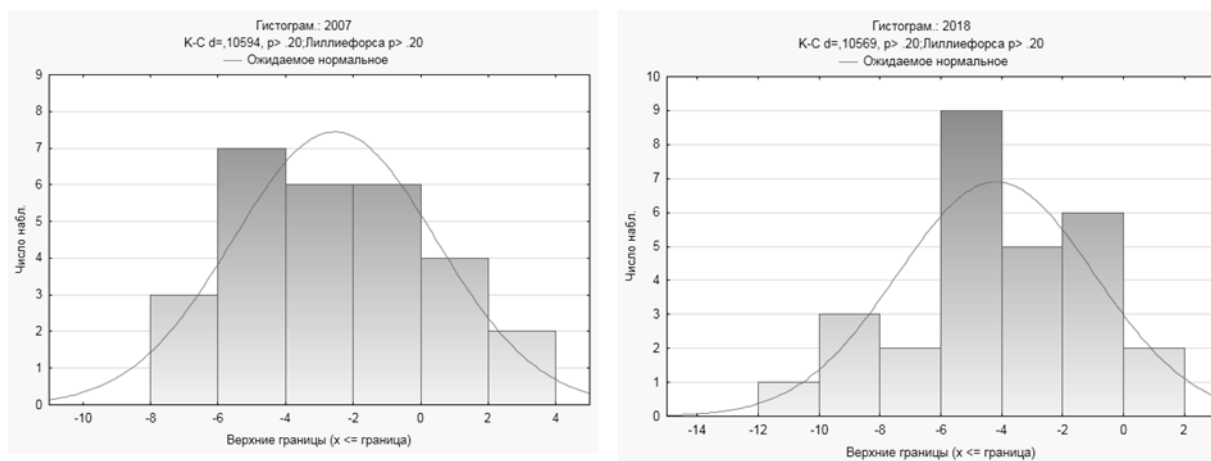 Гистограм.: 2007
К-С d=,10594, p> .20;Лиллиефорса p> .20
Ожидаемое нормальное
9
8
7
6
5
4
3
2
1
0
Число набл.
-10 -8 -6 -4 -2 0 2 4
Верхние границы (x <= граница)
Гистограм.: 2018
К-С d=,10569, p> .20;Лиллиефорса p> .20
Ожидаемое нормальное
10
9
8
7
6
5
4
3
2
1
0
Число набл.
-14 -12 -10 -8 -6 -4 -2 0 2
Верхние границы (x <= граница)